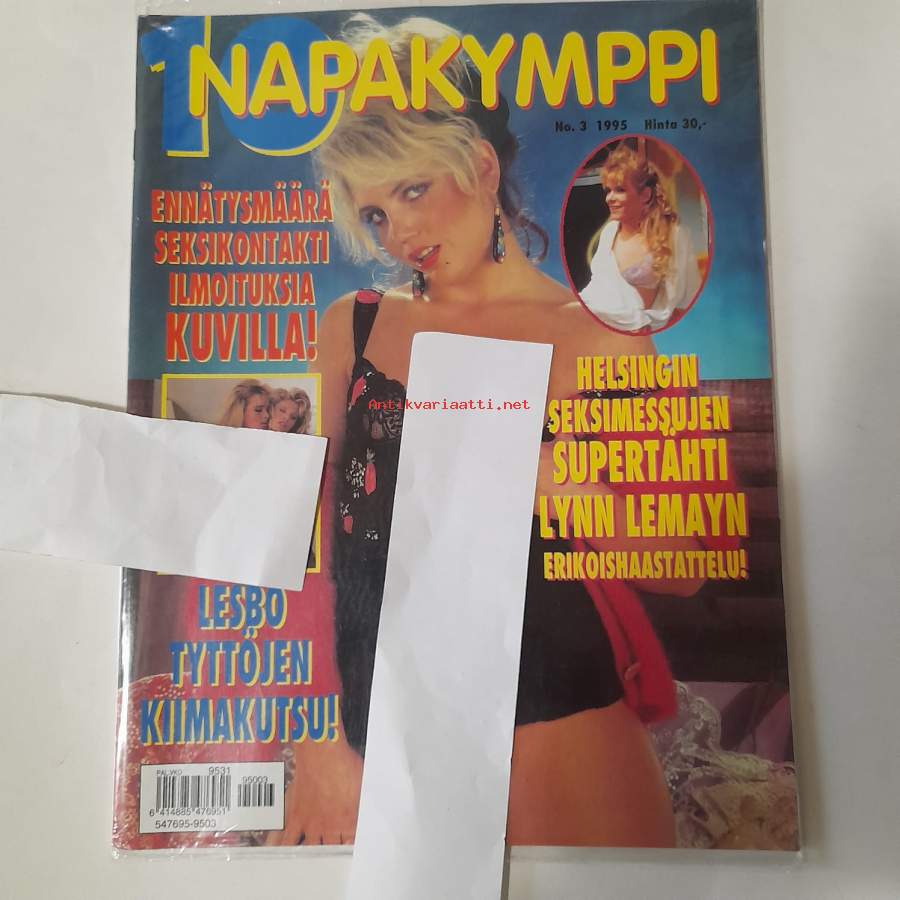 10 NAPAKYMPPI
No. 3 1995 Hinta 30,-
ENNÄTYSMÄÄRÄ
SEKSIKONTAKTI
ILMOITUKSIA
KUVILLA!
HELSINGIN
SEKSIMESSUJEN
SUPERTÄHTI
LYNN LEMAYN
ERIKOISHAASTATTELU!
Antikvariaatti.net
LESBO
TYTTÖJEN
KIIMAKUTSU!
PAL.VKO 9531
95003
6 414885 476951
547695-9503